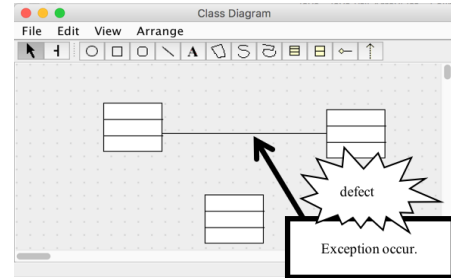 Class Diagram
File Edit View Arrange
A
defect
Exception occur.